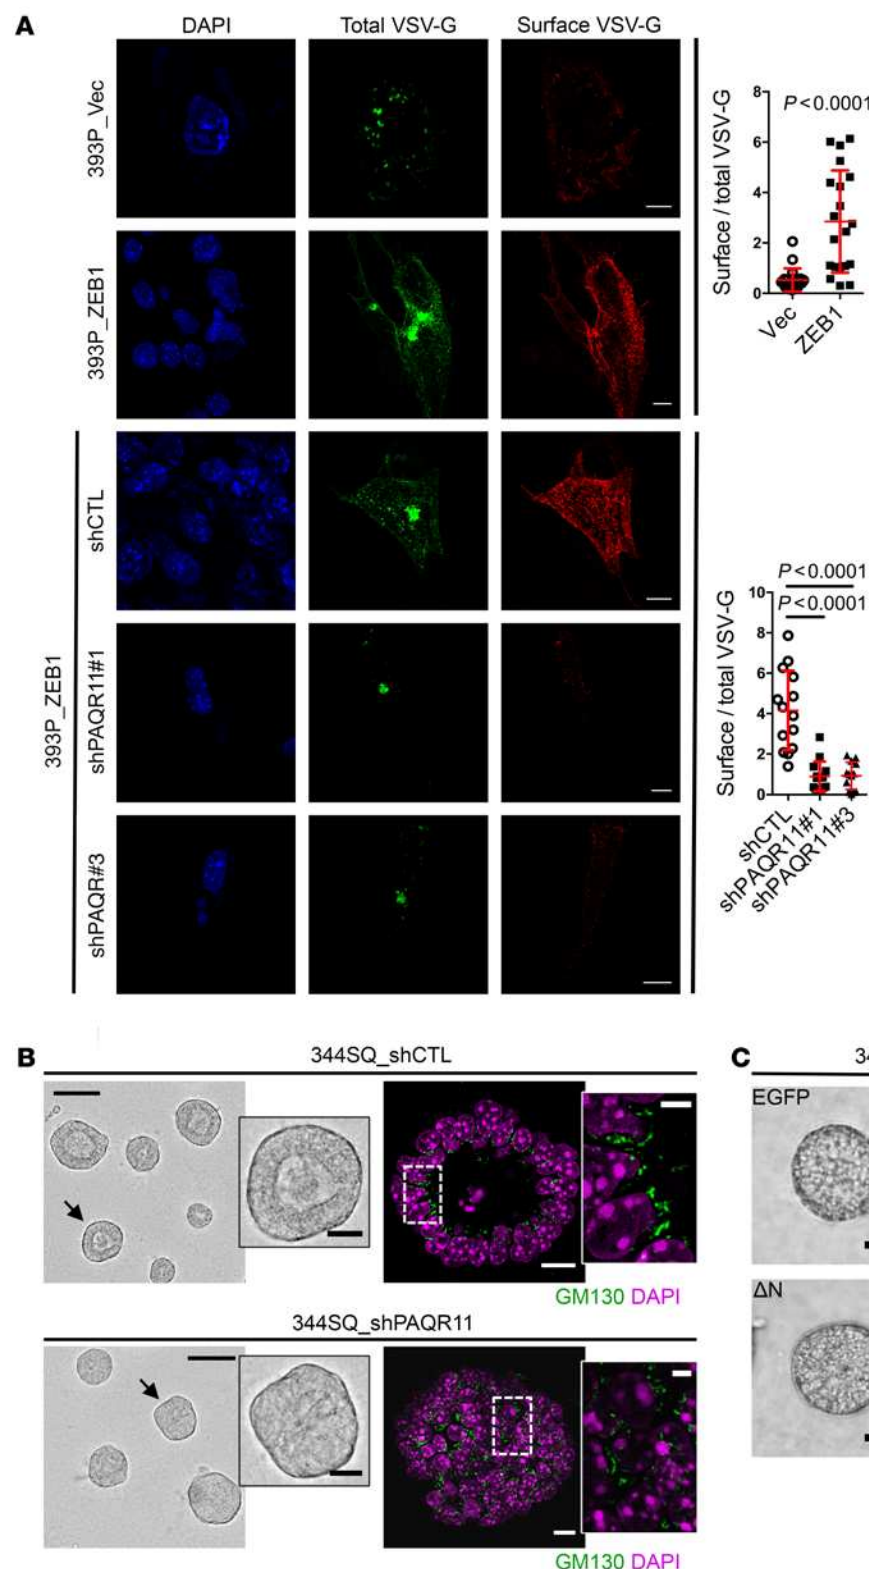 A
DAPI
Total VSV-G
Surface VSV-G
393P_Vec
393P_ZEB1
393P_ZEB1
shCTL
shPAQR11#1
shPAQR#3
P<0.0001
Surface / total VSV-G
8
6
4
2
0
Vec
ZEB1
P<0.0001
P<0.0001
Surface / total VSV-G
10
8
6
4
2
0
shCTL
shPAQR11#1
shPAQR11#3
B
344SQ_shCTL
GM130 DAPI
344SQ_shPAQR11
GM130 DAPI
C
34
EGFP
ΔN